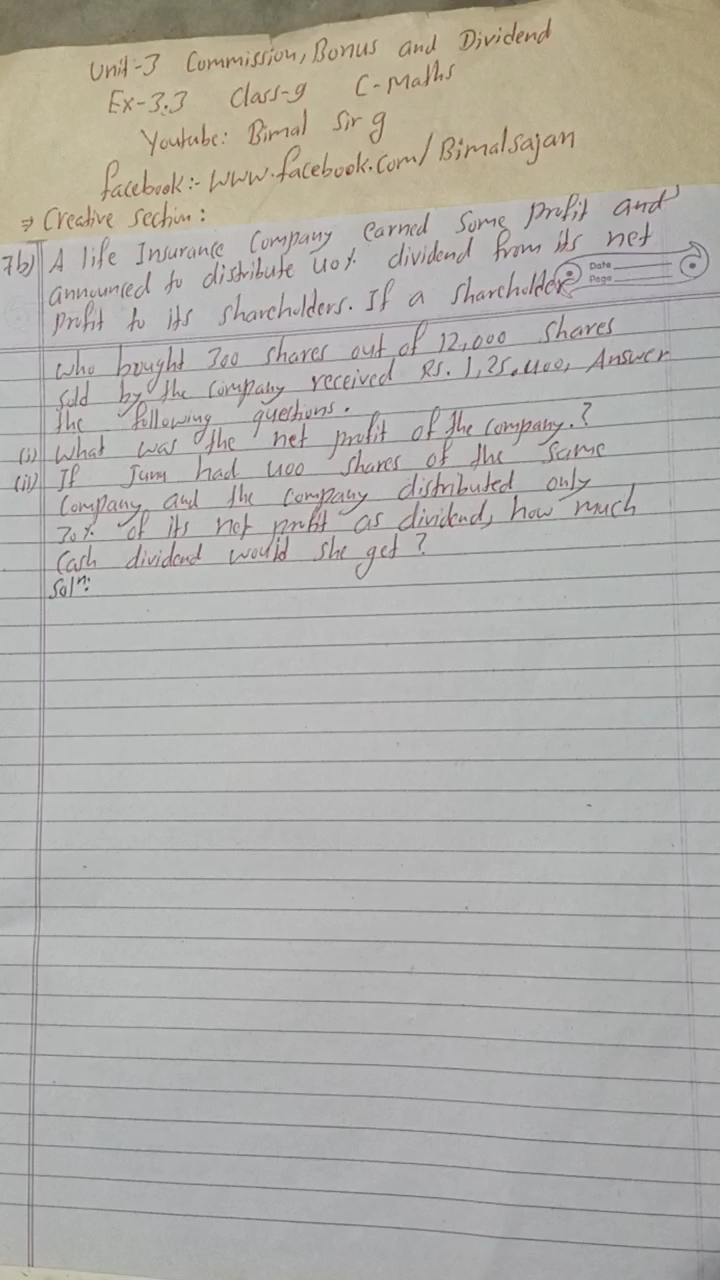 Unit-3 Commission, Bonus and Dividend
Ex-3.3 Class-9 C-Maths
Youtube: Bimal Sir g
facebook:- www.facebook.com/Bimalsajan
⇒ Creative section:
7b) A life Insurance Company earned some profit and
announced to distribute 40% dividend from its net
profit to its shareholders. If a shareholder
Date
Page
who bought 300 shares out of 12,000 shares
sold by the company received Rs. 1,25,400, Answer
the following questions.
(i) What was the net profit of the company.?
(ii) If had 400 shares of the same
Company and the company distributed only
30% of its net profit as dividend, how much
Cash dividend would she get?
Solⁿ: